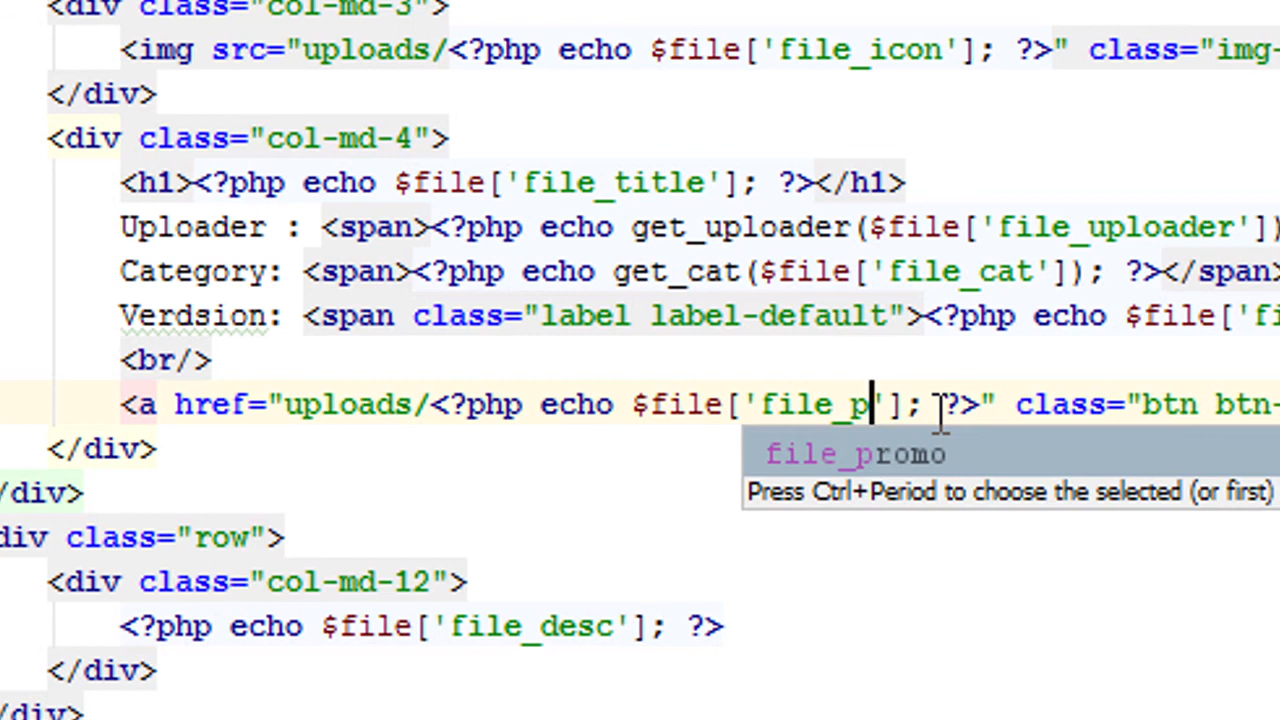 <div class="col-md-3">
<img src="uploads/<?php echo $file['file_icon']; ?>" class="img-
</div>
<div class="col-md-4">
<h1><?php echo $file['file_title']; ?></h1>
Uploader : <span><?php echo get_uploader($file['file_uploader'])
Category: <span><?php echo get_cat($file['file_cat']); ?></span>
Verdsion: <span class="label label-default"><?php echo $file['fi
<br/>
<a href="uploads/<?php echo $file['file_p']; ?>" class="btn btn-
</div>
file_promo
Press Ctrl+Period to choose the selected (or first)
/div>
div class="row">
<div class="col-md-12">
<?php echo $file['file_desc']; ?>
</div>
/div>